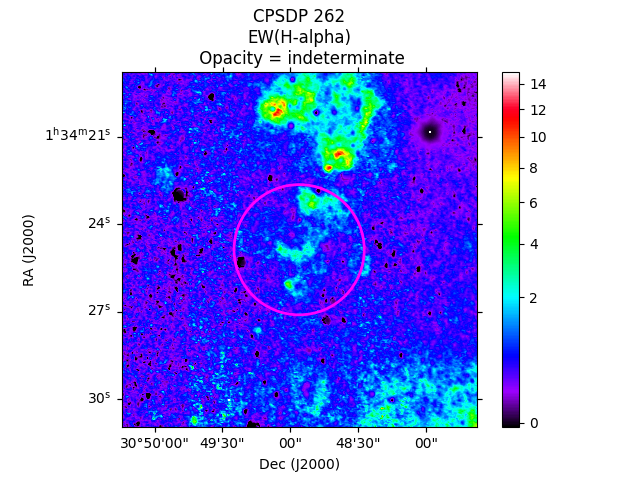 CPSDP 262
EW(H-alpha)
Opacity = indeterminate
1ʰ34ᵐ21ˢ
24ˢ
27ˢ
30ˢ
RA (J2000)
30°50'00" 49'30" 00" 48'30" 00"
Dec (J2000)
14
12
10
8
6
4
2
0